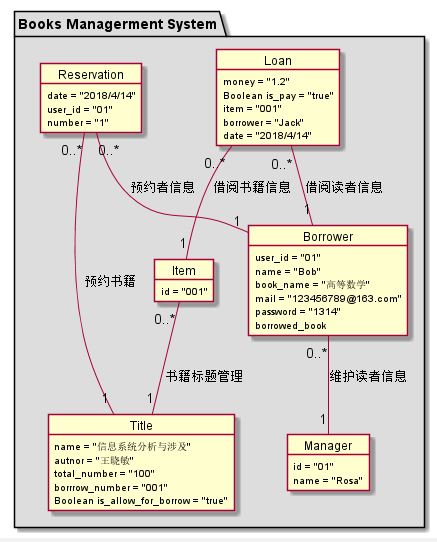 Books Managerment System
Reservation
date = "2018/4/14"
user_id = "01"
number = "1"
Loan
money = "1.2"
Boolean is_pay = "true"
item = "001"
borrower = "Jack"
date = "2018/4/14"
0..*
0..*
0..*
0..*
预约者信息
借阅书籍信息
借阅读者信息
1
1
1
Borrower
user_id = "01"
name = "Bob"
book_name = "高等数学"
mail = "123456789@163.com"
password = "1314"
borrowed_book
Item
id = "001"
预约书籍
0..*
0..*
书籍标题管理
维护读者信息
1
1
1
Title
name = "信息系统分析与涉及"
autnor = "王晓敏"
total_number = "100"
borrrow_number = "001"
Boolean is_allow_for_borrow = "true"
Manager
id = "01"
name = "Rosa"